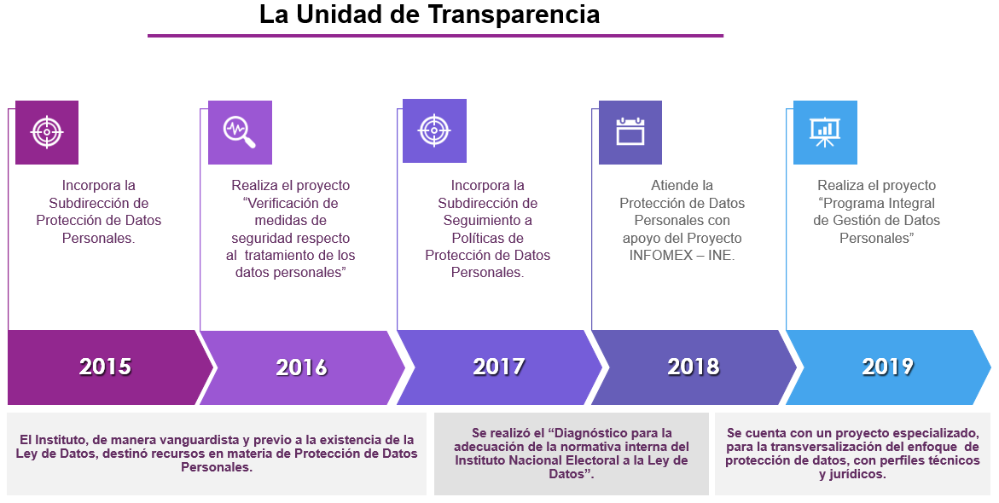 La Unidad de Transparencia
Incorpora la
Subdirección de
Protección de Datos
Personales.
Realiza el proyecto
“Verificación de
medidas de
seguridad respecto
al tratamiento de los
datos personales”
Incorpora la
Subdirección de
Seguimiento a
Políticas de
Protección de Datos
Personales.
Atiende la
Protección de Datos
Personales con
apoyo del Proyecto
INFOMEX – INE.
Realiza el proyecto
“Programa Integral
de Gestión de Datos
Personales”
2015
2016
2017
2018
2019
El Instituto, de manera vanguardista y previo a la existencia de la
Ley de Datos, destinó recursos en materia de Protección de Datos
Personales.
Se realizó el “Diagnóstico para la
adecuación de la normativa interna del
Instituto Nacional Electoral a la Ley de
Datos”.
Se cuenta con un proyecto especializado,
para la transversalización del enfoque de
protección de datos, con perfiles técnicos
y jurídicos.